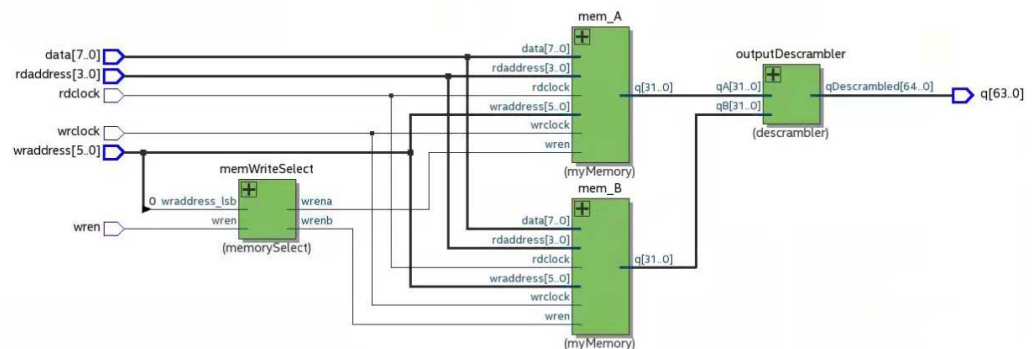 data[7..0]
rdaddress[3..0]
rdclock
wrclock
wraddress[5..0]
wren
memWriteSelect
0 wraddress_lsb
wren
wrena
wrenb
(memorySelect)
mem_A
data[7..0]
rdaddress[3..0]
rdclock
wraddress[5..0]
wrclock
wren
q[31..0]
(myMemory)
mem_B
data[7..0]
rdaddress[3..0]
rdclock
wraddress[5..0]
wrclock
wren
q[31..0]
(myMemory)
outputDescrambler
qA[31..0]
qB[31..0]
qDescrambled[64..0]
(descrambler)
q[63.0]